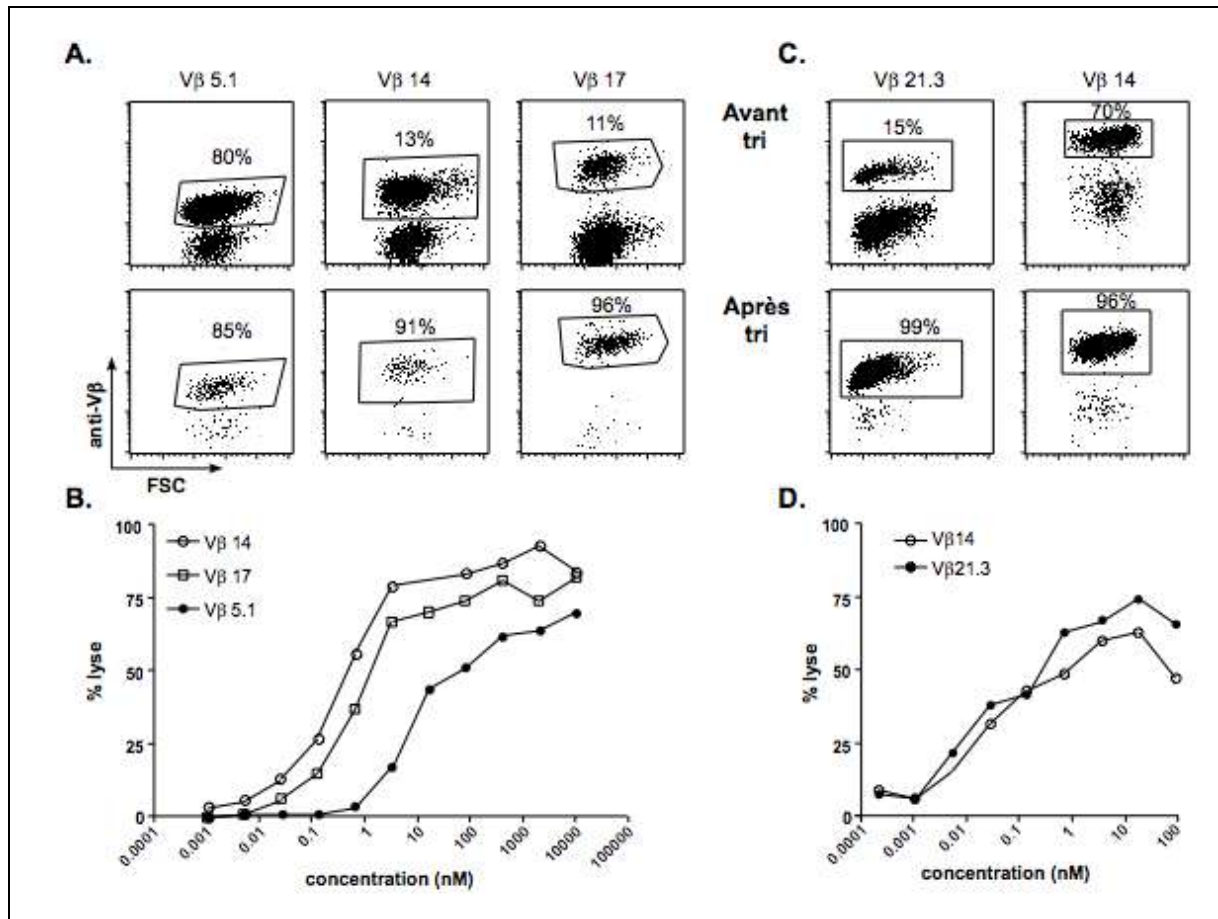 A.
Vβ 5.1
Vβ 14
Vβ 17
80%
13%
11%
85%
91%
96%
anti-Vβ
FSC
C.
Vβ 21.3
Vβ 14
Avant
tri
15%
70%
Après
tri
99%
96%
B.
Vβ 14
Vβ 17
Vβ 5.1
% lyse
100
75
50
25
0
0.0001
0.001
0.01
0.1
1
10
100
1000
10000
100000
concentration (nM)
D.
Vβ14
Vβ21.3
% lyse
100
75
50
25
0
0.0001
0.001
0.01
0.1
1
10
100
concentration (nM)